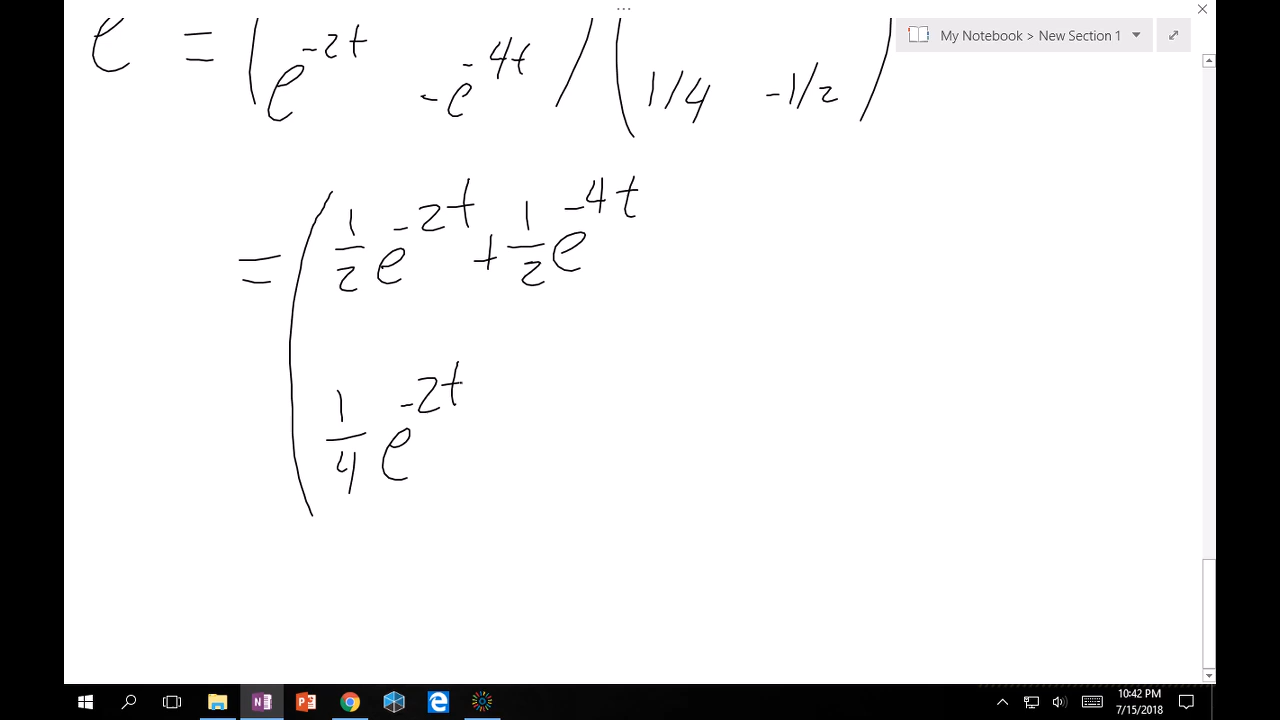 My Notebook > New Section 1
e = ( e^-2t -e^-4t ) ( 1/4 -1/2 )
= ( 1/2 e^-2t + 1/2 e^-4t
1/4 e^-2t
10:42 PM
7/15/2018